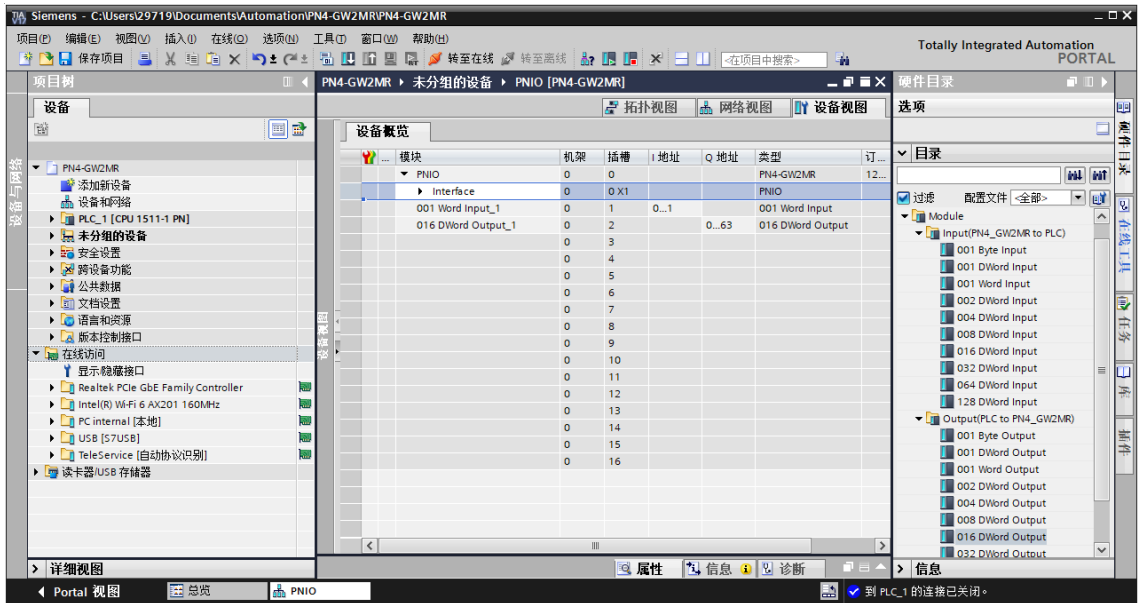 Siemens - C:\Users\29719\Documents\Automation\PN4-GW2MR\PN4-GW2MR
项目(P) 编辑(E) 视图(V) 插入(I) 在线(O) 选项(N) 工具(T) 窗口(W) 帮助(H)
Totally Integrated Automation
PORTAL
保存项目 转至在线 转至离线 <在项目中搜索>
项目树
设备
设备与网络
PN4-GW2MR
添加新设备
设备和网络
PLC_1 [CPU 1511-1 PN]
未分组的设备
安全设置
跨设备功能
公共数据
文档设置
语言和资源
版本控制接口
在线访问
显示/隐藏接口
Realtek PCIe GbE Family Controller
Intel(R) Wi-Fi 6 AX201 160MHz
PC internal [本地]
USB [S7USB]
TeleService [自动协议识别]
读卡器/USB 存储器
详细视图
PN4-GW2MR 未分组的设备 PNIO [PN4-GW2MR]
拓扑视图 网络视图 设备视图
设备概览
设备视图
... 模块 机架 插槽 I 地址 Q 地址 类型 订...
PNIO 0 0 PN4-GW2MR 12...
Interface 0 0 X1 PNIO
001 Word Input_1 0 1 0...1 001 Word Input
016 DWord Output_1 0 2 0...63 016 DWord Output
0 3
0 4
0 5
0 6
0 7
0 8
0 9
0 10
0 11
0 12
0 13
0 14
0 15
0 16
属性 信息 诊断
硬件目录
选项
目录
过滤 配置文件 <全部>
Module
Input(PN4_GW2MR to PLC)
001 Byte Input
001 DWord Input
001 Word Input
002 DWord Input
004 DWord Input
008 DWord Input
016 DWord Input
032 DWord Input
064 DWord Input
128 DWord Input
Output(PLC to PN4_GW2MR)
001 Byte Output
001 DWord Output
001 Word Output
002 DWord Output
004 DWord Output
008 DWord Output
016 DWord Output
032 DWord Output
信息
硬件目录
在线工具
任务
库
插件
Portal 视图 总览 PNIO 到 PLC_1 的连接已关闭。